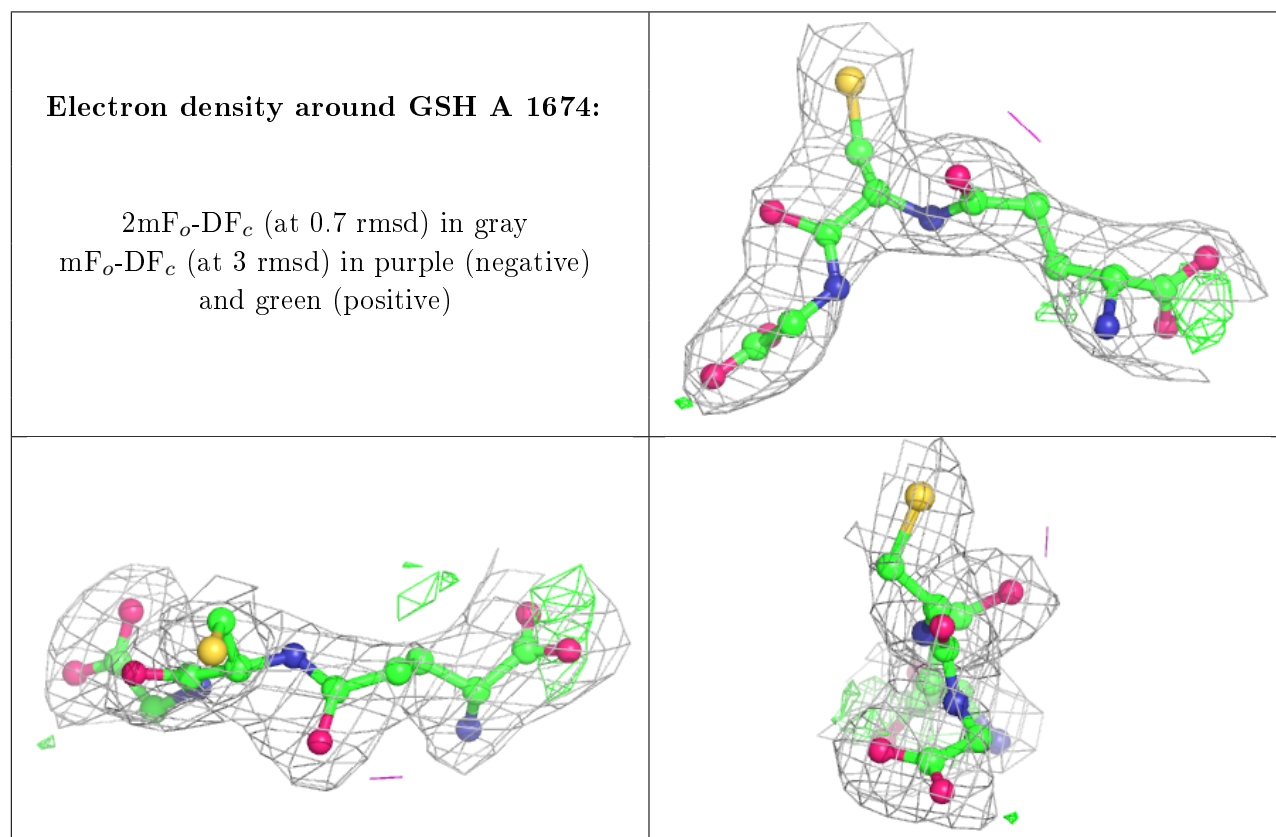 Electron density around GSH A 1674:
2mFₒ-DF𝒸 (at 0.7 rmsd) in gray
mFₒ-DF𝒸 (at 3 rmsd) in purple (negative)
and green (positive)